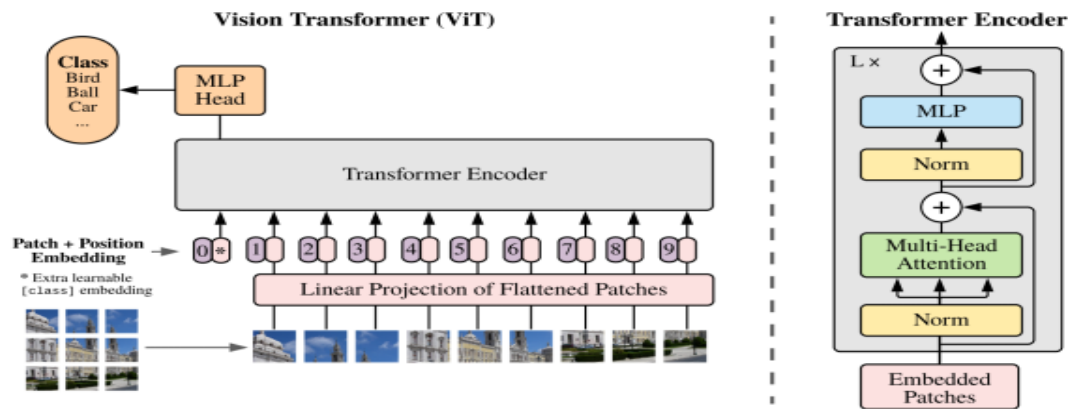 Vision Transformer (ViT)
Class
Bird
Ball
Car
...
MLP
Head
Transformer Encoder
Patch + Position
Embedding
* Extra learnable
[class] embedding
0 * 1 2 3 4 5 6 7 8 9
Linear Projection of Flattened Patches
Transformer Encoder
L ×
+
MLP
Norm
+
Multi-Head
Attention
Norm
Embedded
Patches